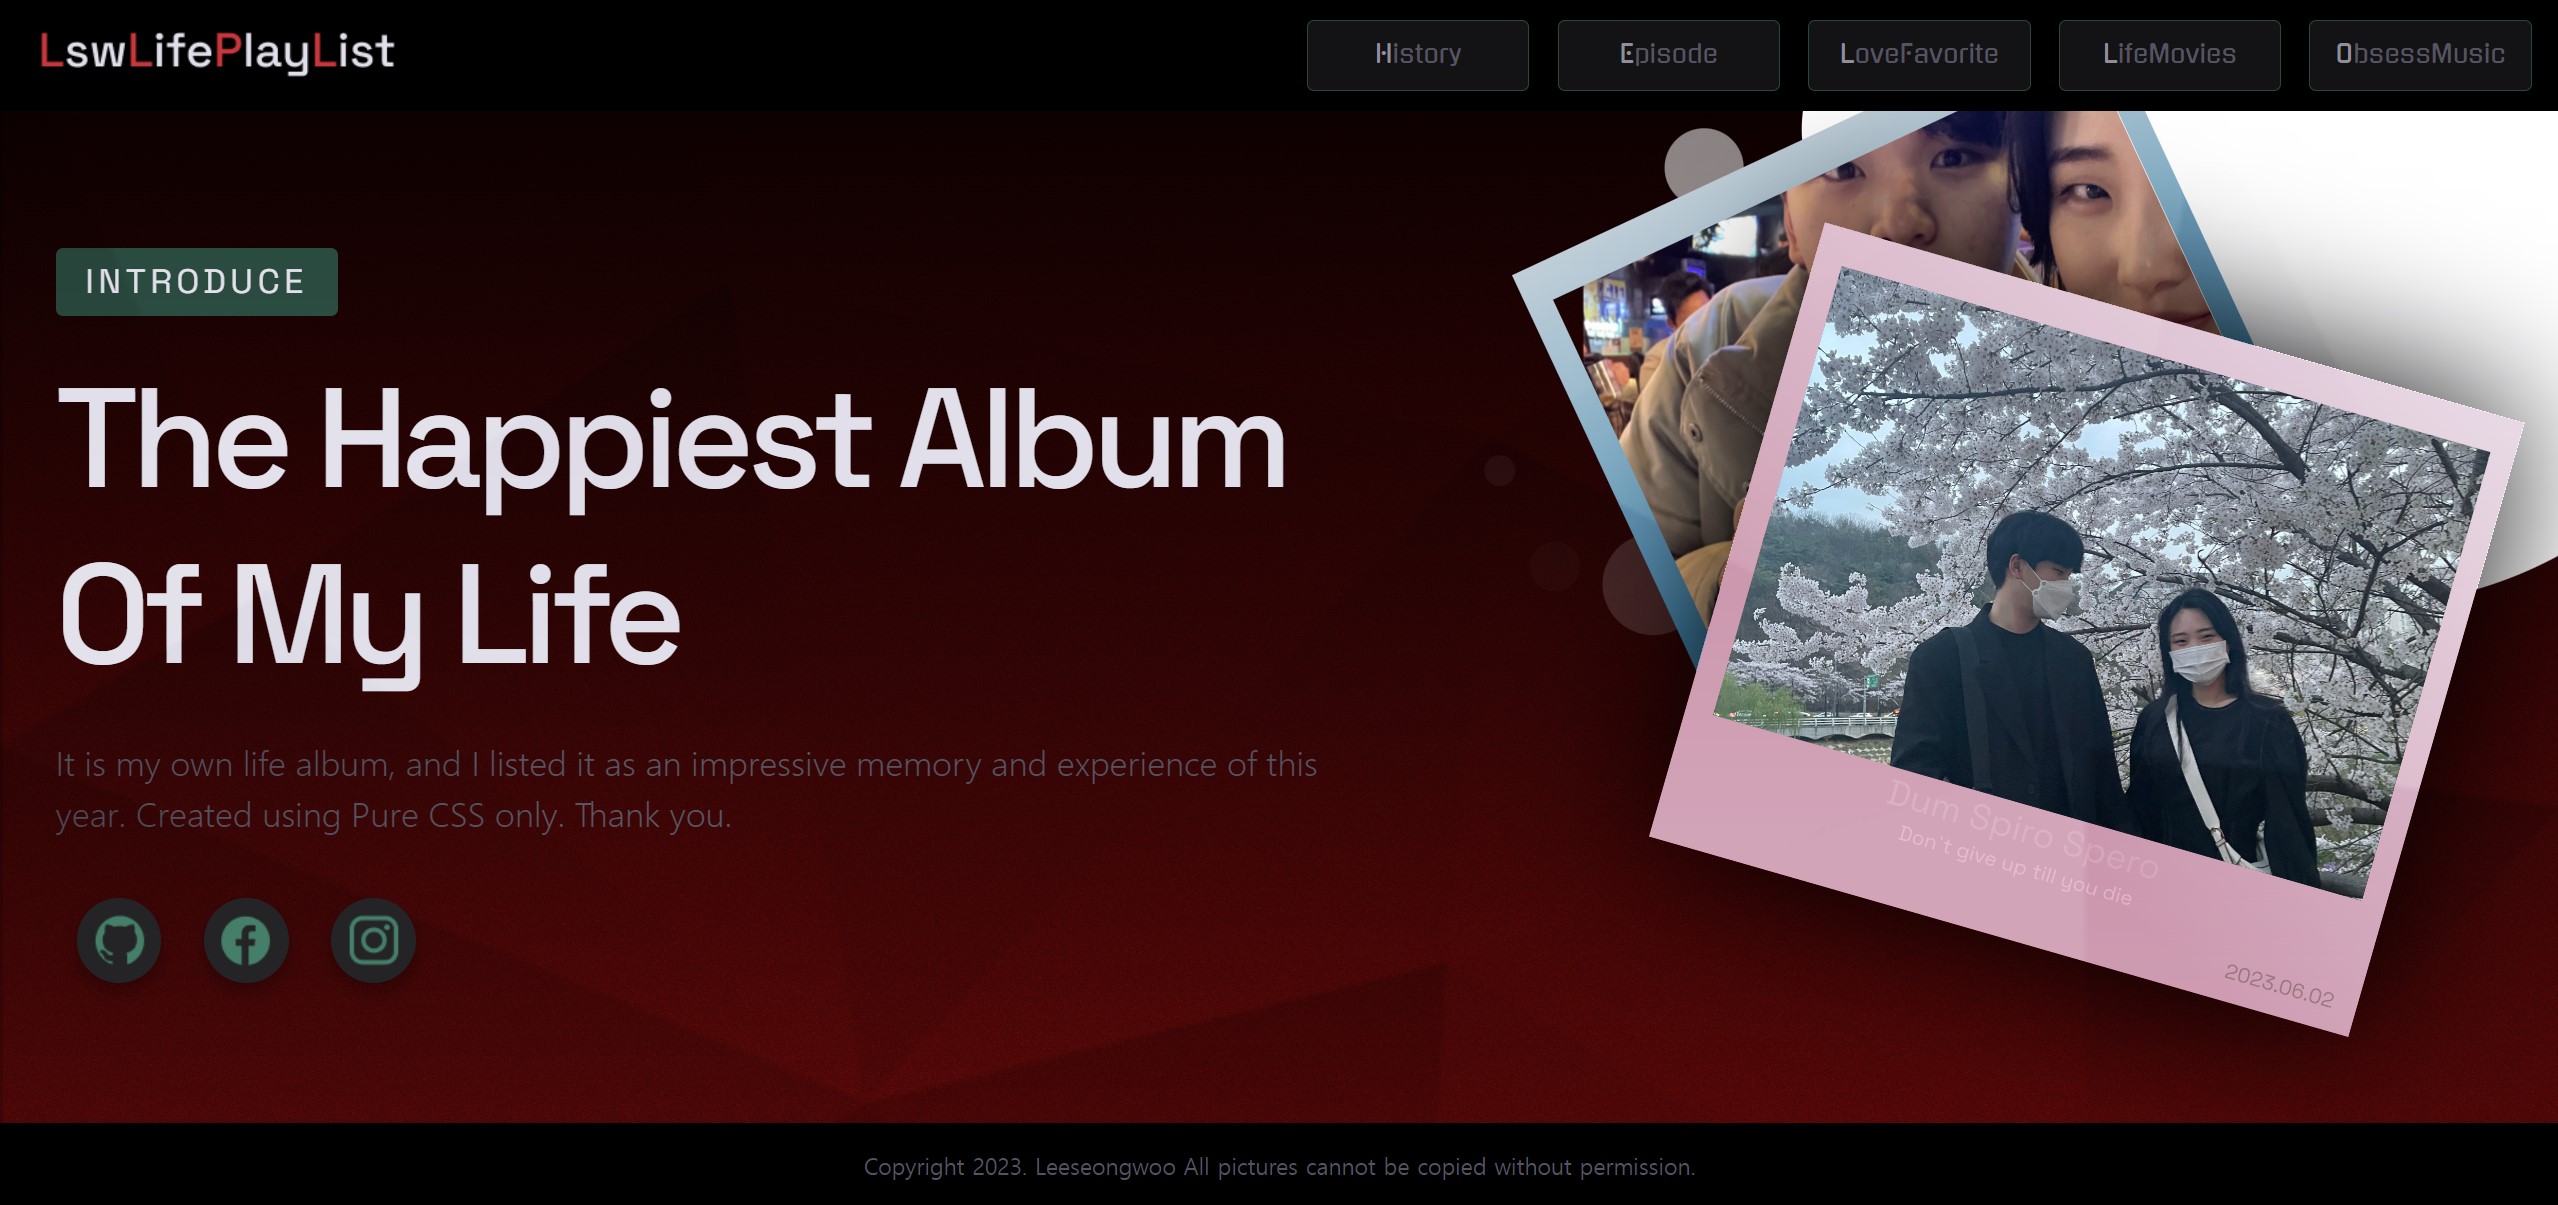 LswLifePlayList
History
Episode
LoveFavorite
LifeMovies
ObsessMusic
INTRODUCE
The Happiest Album
Of My Life
It is my own life album, and I listed it as an impressive memory and experience of this
year. Created using Pure CSS only. Thank you.
Dum Spiro Spero
Don't give up till you die
2023.06.02
Copyright 2023. Leeseongwoo All pictures cannot be copied without permission.